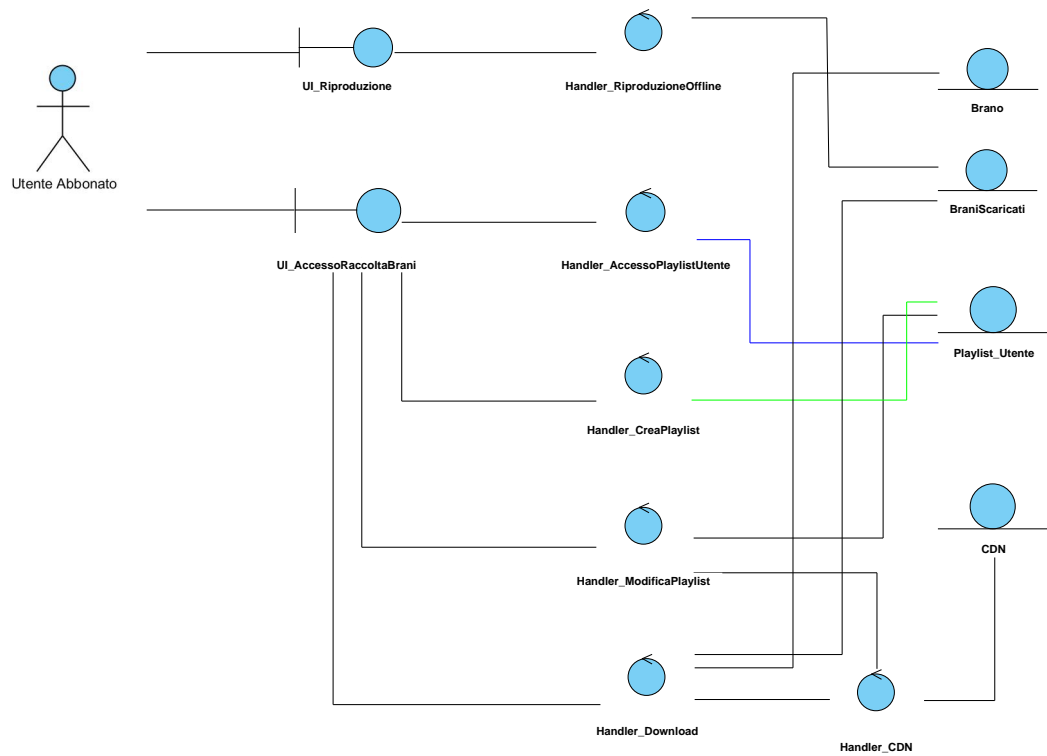 UI_Riproduzione
Handler_RiproduzioneOffline
Brano
Utente Abbonato
BraniScaricati
UI_AccessoRaccoltaBrani
Handler_AccessoPlaylistUtente
Playlist_Utente
Handler_CreaPlaylist
CDN
Handler_ModificaPlaylist
Handler_Download
Handler_CDN